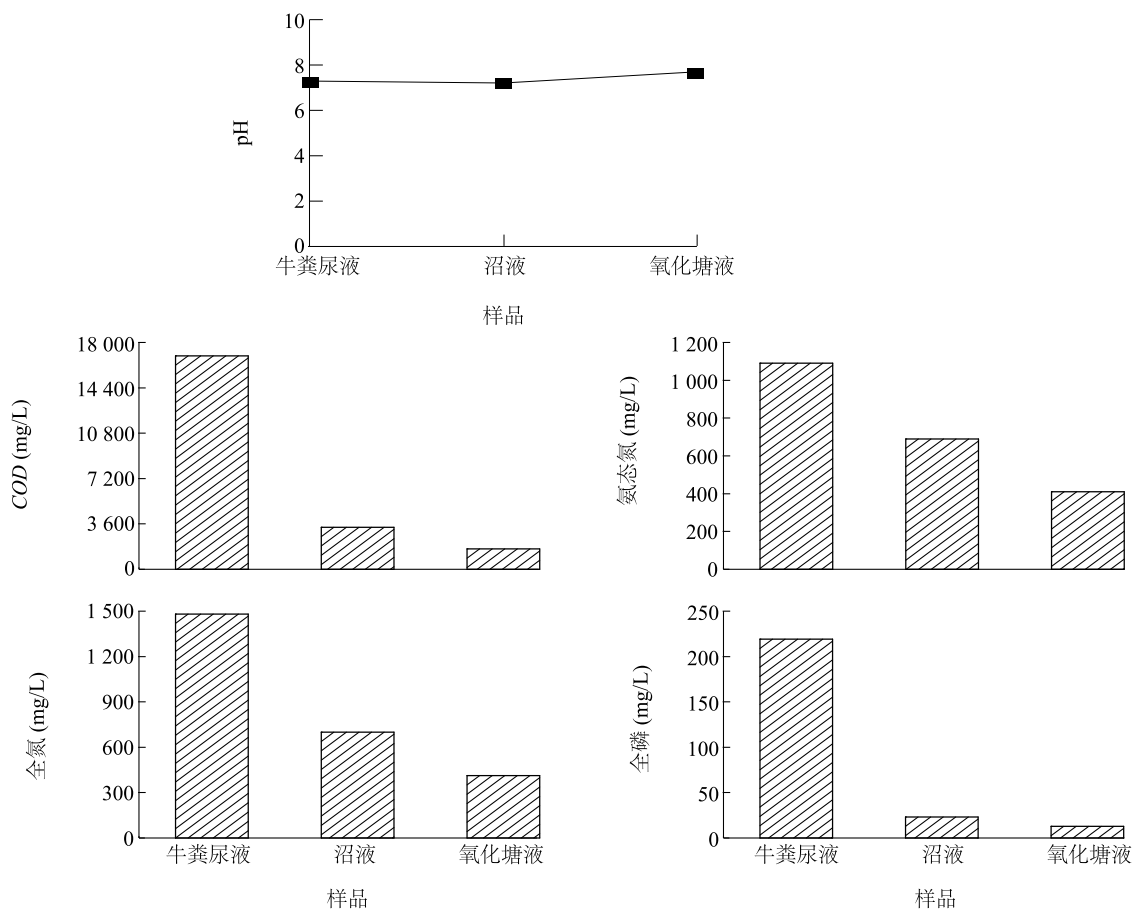 10
8
6
4
2
0
pH
牛粪尿液 沼液 氧化塘液
样品
18 000
14 400
10 800
7 200
3 600
0
COD (mg/L)
1 200
1 000
800
600
400
200
0
氨态氮 (mg/L)
1 500
1 200
900
600
300
0
全氮 (mg/L)
牛粪尿液 沼液 氧化塘液
样品
250
200
150
100
50
0
全磷 (mg/L)
牛粪尿液 沼液 氧化塘液
样品